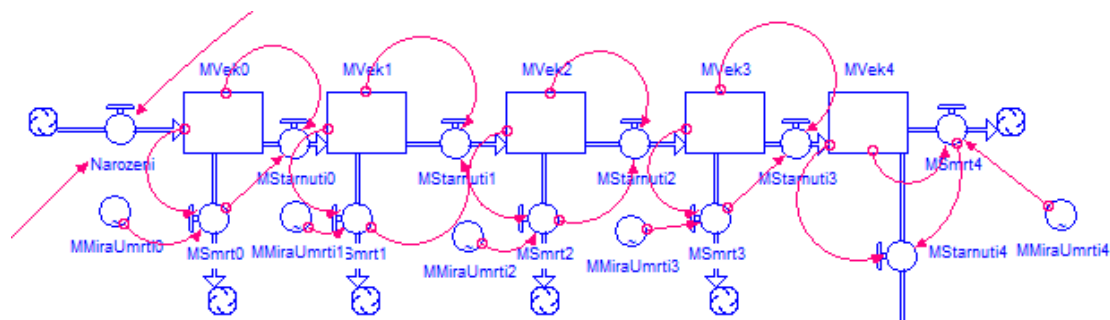 MVek0
MVek1
MVek2
MVek3
MVek4
Narozeni
MStarnuti0
MStarnuti1
MStarnuti2
MStarnuti3
MSmrt4
MMiraUmrti0
MSmrt0
MMiraUmrti1
Smrt1
MMiraUmrti2
MSmrt2
MMiraUmrti3
MSmrt3
MStarnuti4
MMiraUmrti4